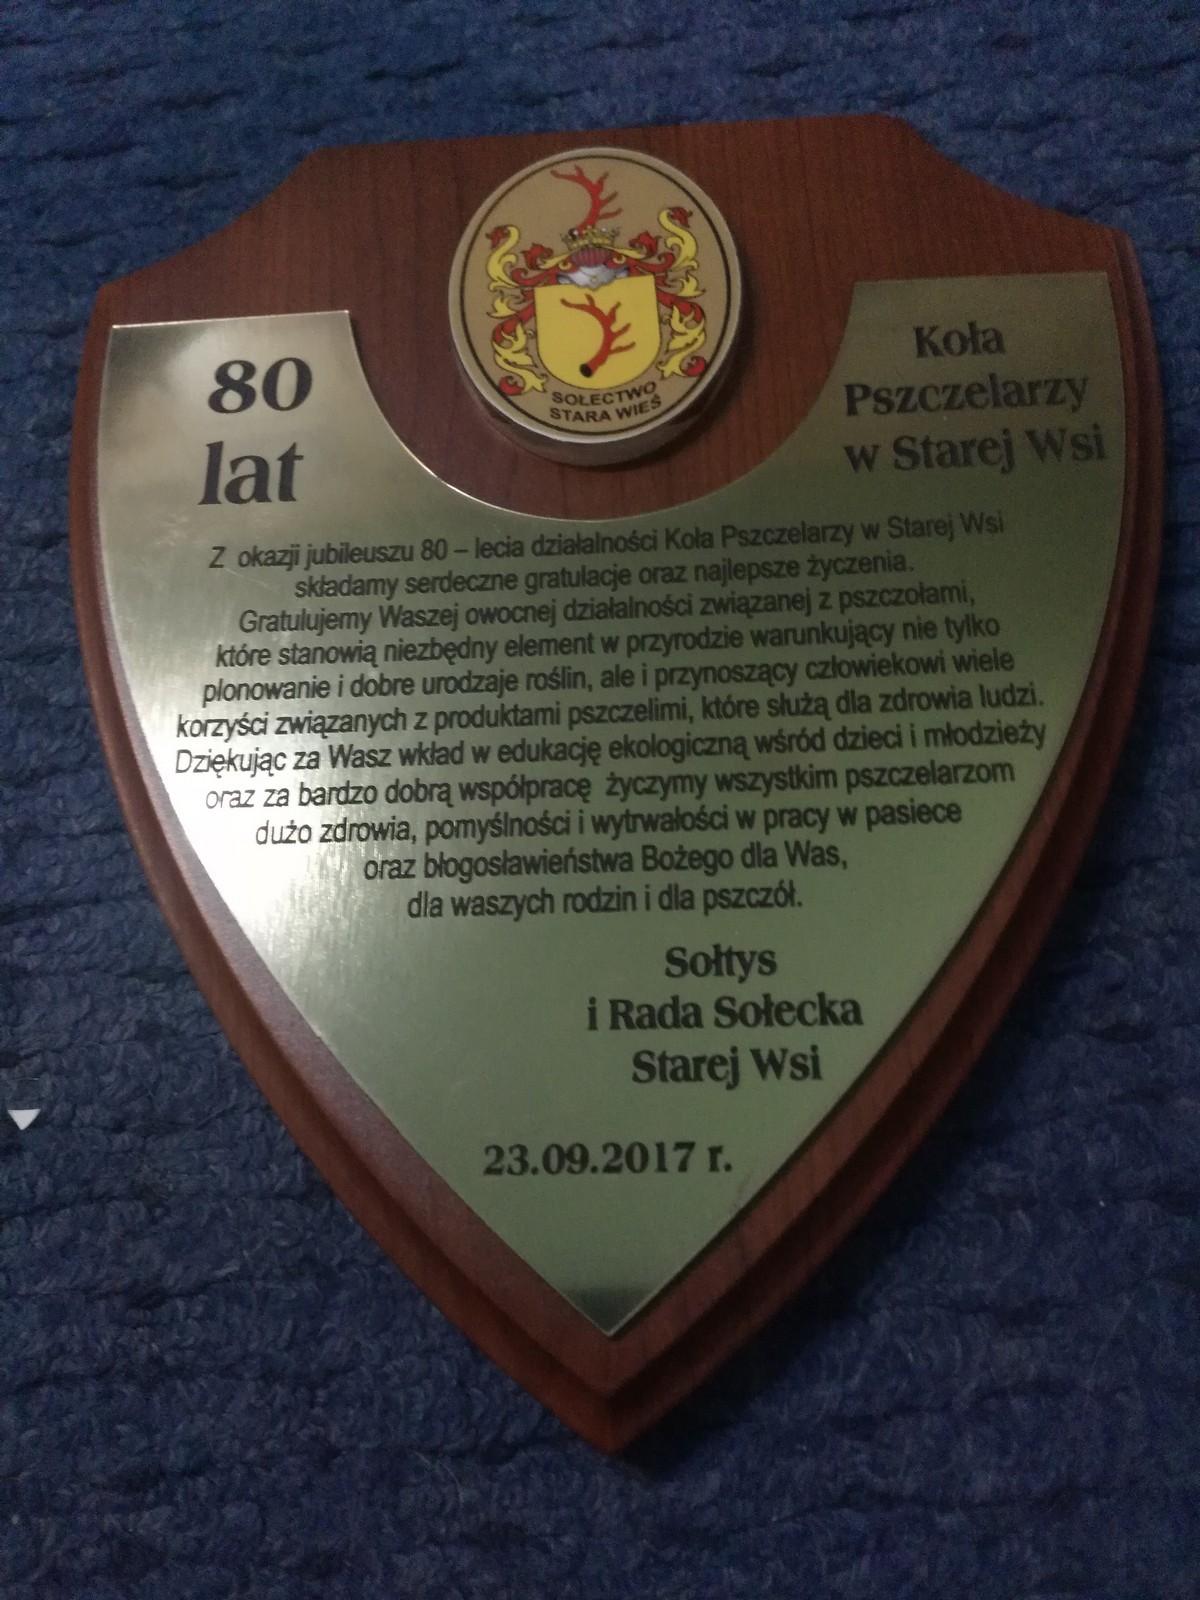 SOŁECTWO
STARA WIEŚ
80
lat
Koła
Pszczelarzy
w Starej Wsi
Z okazji jubileuszu 80 – lecia działalności Koła Pszczelarzy w Starej Wsi
składamy serdeczne gratulacje oraz najlepsze życzenia.
Gratulujemy Waszej owocnej działalności związanej z pszczołami,
które stanowią niezbędny element w przyrodzie warunkujący nie tylko
plonowanie i dobre urodzaje roślin, ale i przynoszący człowiekowi wiele
korzyści związanych z produktami pszczelimi, które służą dla zdrowia ludzi.
Dziękując za Wasz wkład w edukację ekologiczną wśród dzieci i młodzieży
oraz za bardzo dobrą współpracę życzymy wszystkim pszczelarzom
dużo zdrowia, pomyślności i wytrwałości w pracy w pasiece
oraz błogosławieństwa Bożego dla Was,
dla waszych rodzin i dla pszczół.
Sołtys
i Rada Sołecka
Starej Wsi
23.09.2017 r.